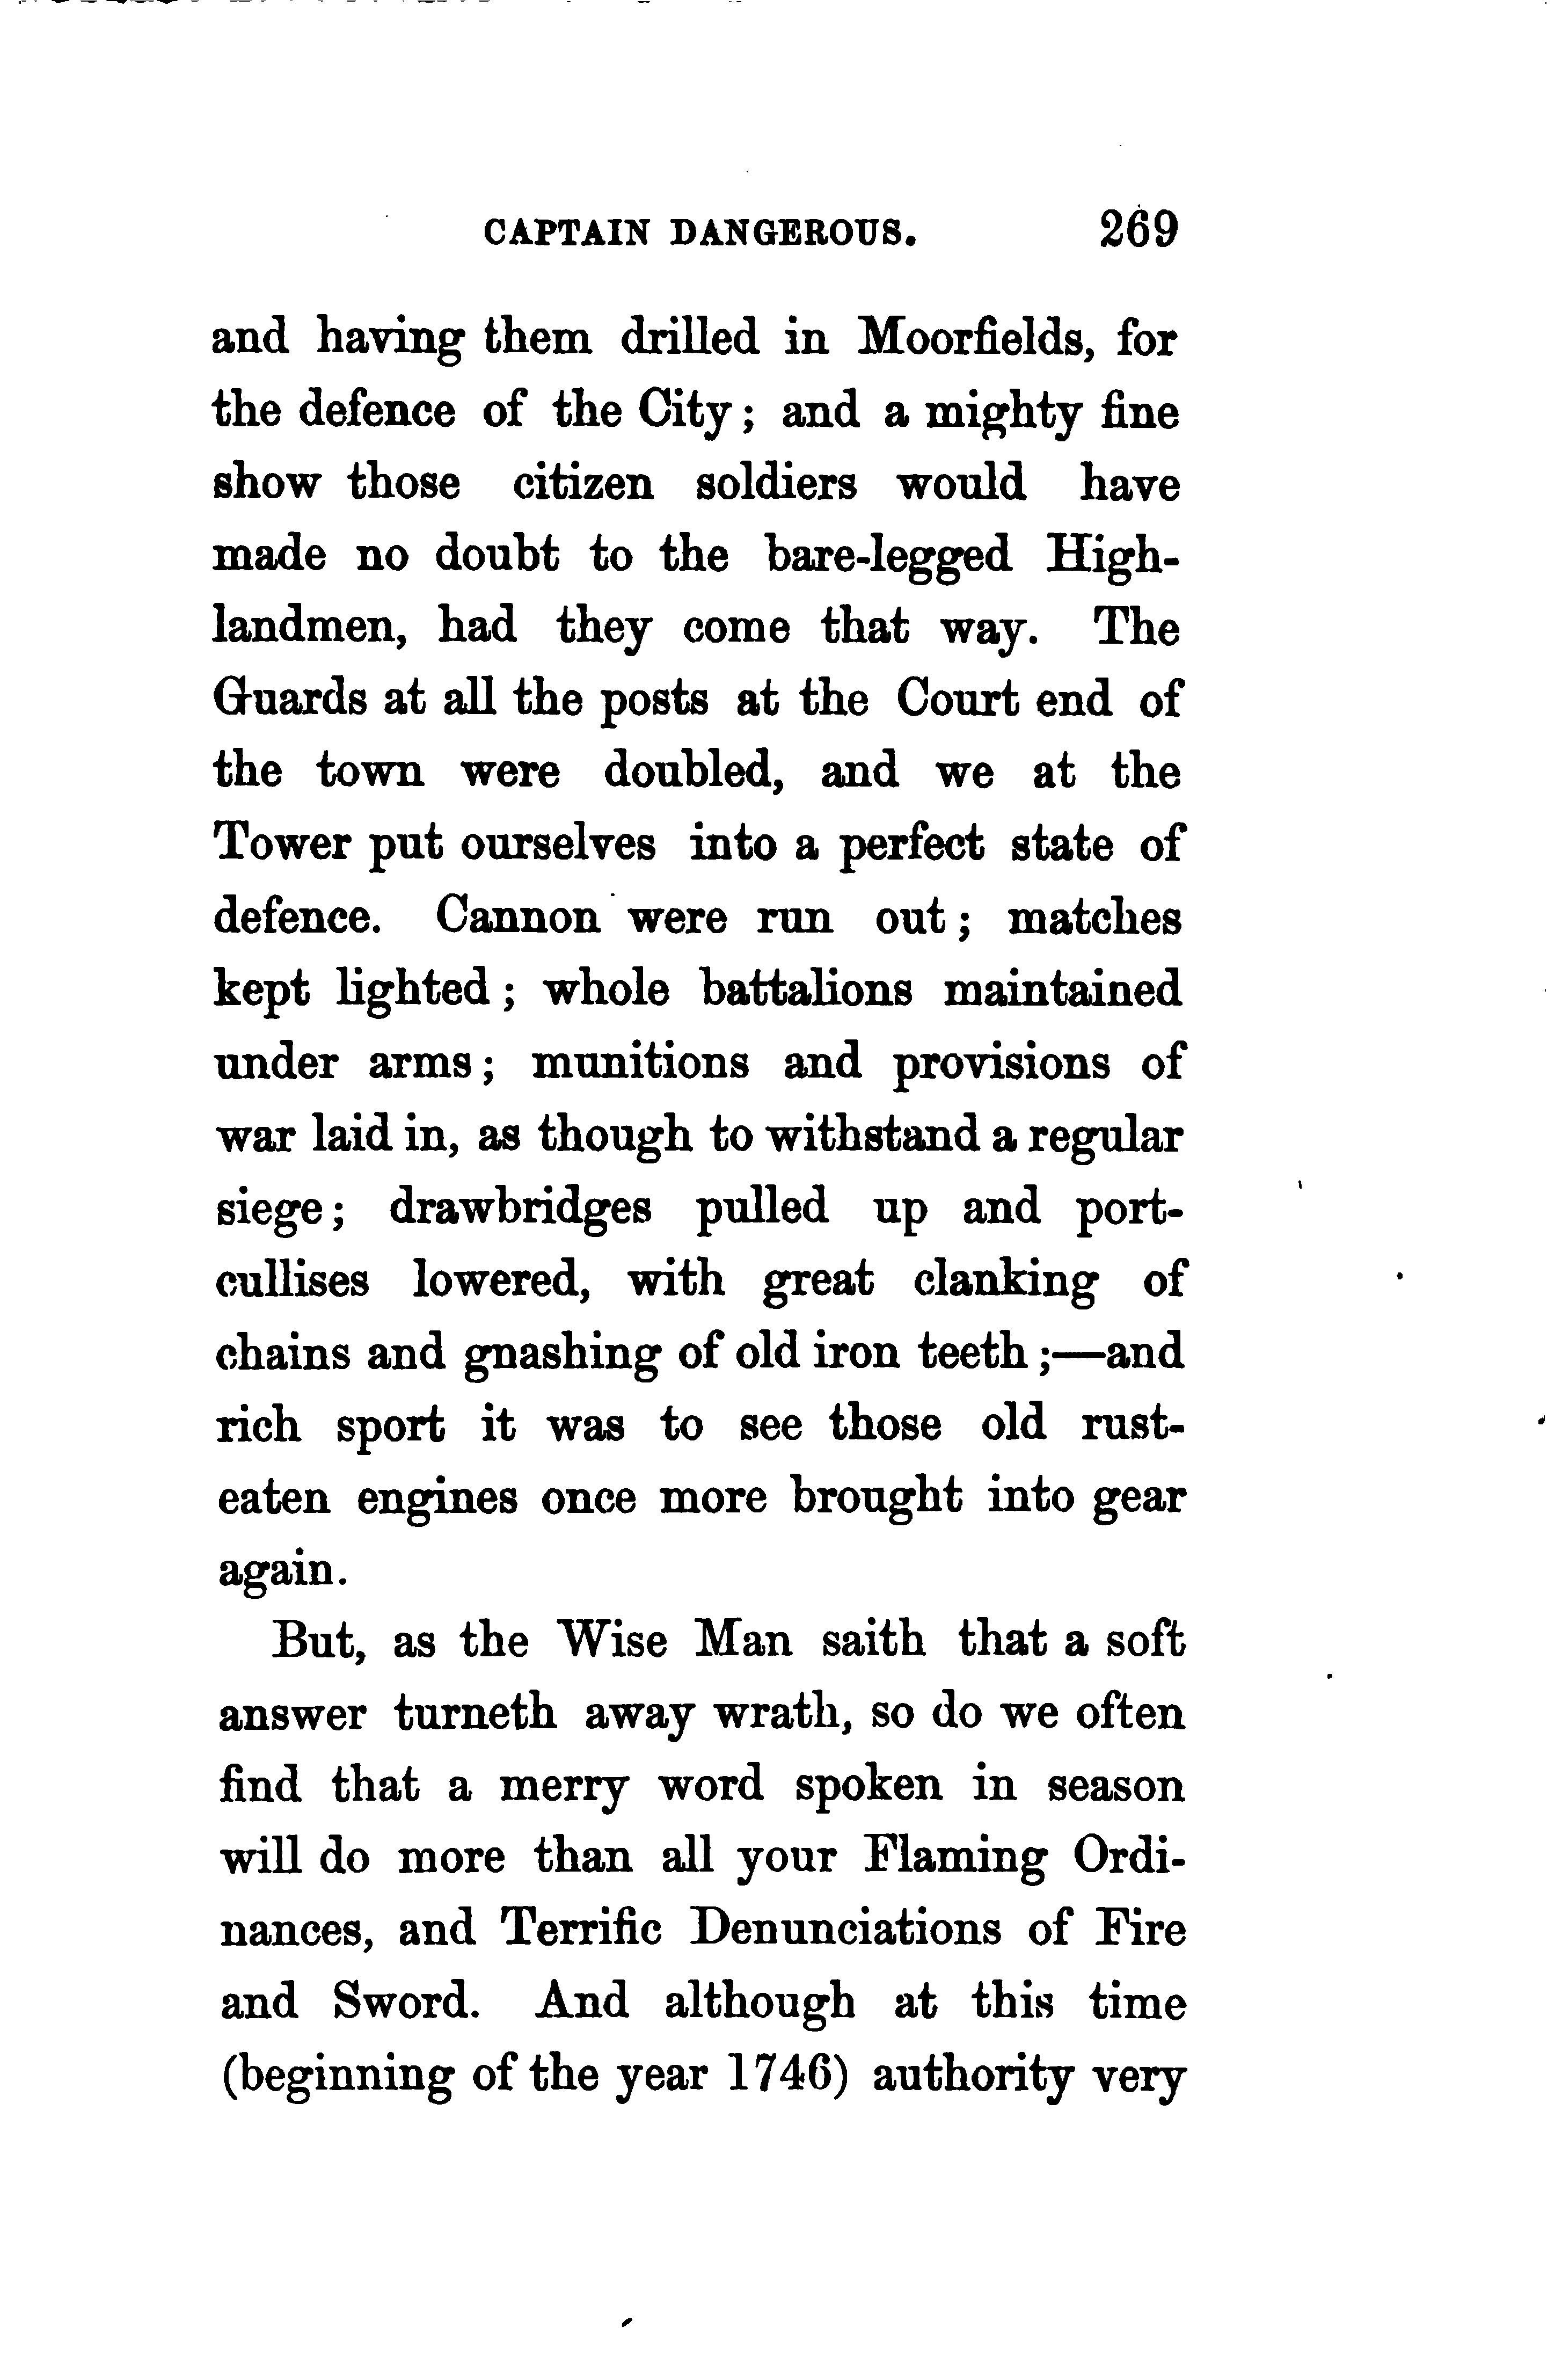 CAPTAIN DANGEROUS. 269
and having them drilled in Moorfields, for
the defence of the City; and a mighty fine
show those citizen soldiers would have
made no doubt to the bare-legged High-
landmen, had they come that way. The
Guards at all the posts at the Court end of
the town were doubled, and we at the
Tower put ourselves into a perfect state of
defence. Cannon were run out; matches
kept lighted; whole battalions maintained
under arms; munitions and provisions of
war laid in, as though to withstand a regular
siege; drawbridges pulled up and port-
cullises lowered, with great clanking of
chains and gnashing of old iron teeth;—and
rich sport it was to see those old rust-
eaten engines once more brought into gear
again.
But, as the Wise Man saith that a soft
answer turneth away wrath, so do we often
find that a merry word spoken in season
will do more than all your Flaming Ordi-
nances, and Terrific Denunciations of Fire
and Sword. And although at this time
(beginning of the year 1746) authority very